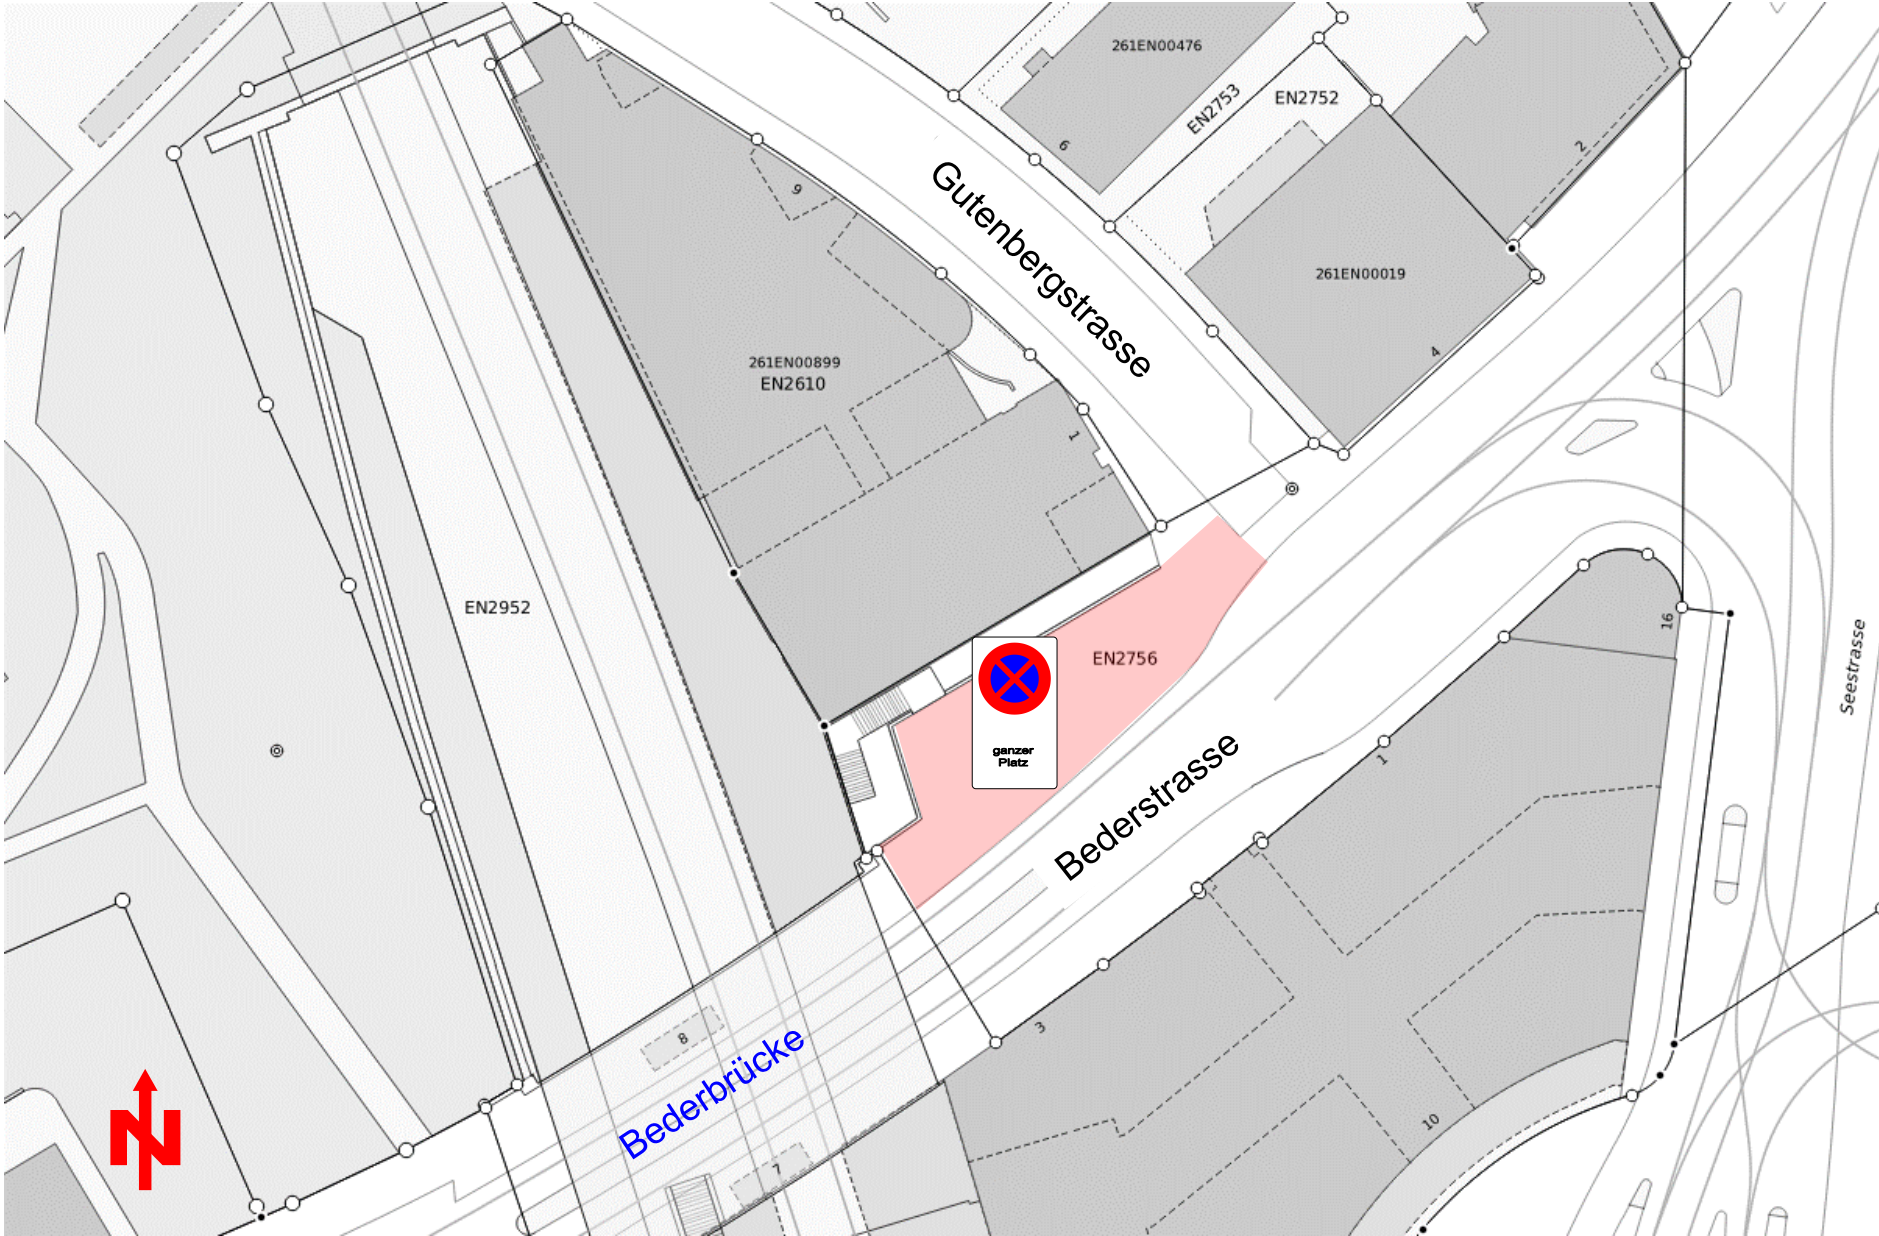 261EN00476
EN2753
EN2752
6
2
9
Gutenbergstrasse
261EN00019
4
261EN00899
EN2610
1
EN2952
16
EN2756
Seestrasse
ganzer
Platz
1
Bederstrasse
3
8
Bederbrücke
10
7
N